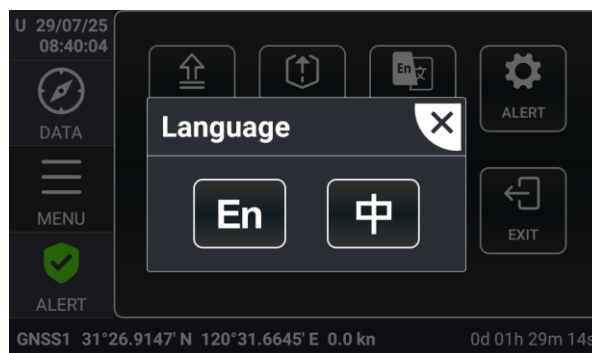 U 29/07/25
08:40:04
DATA
MENU
ALERT
En
ALERT
Language
En
中
EXIT
GNSS1 31°26.9147' N 120°31.6645' E 0.0 kn 0d 01h 29m 14s